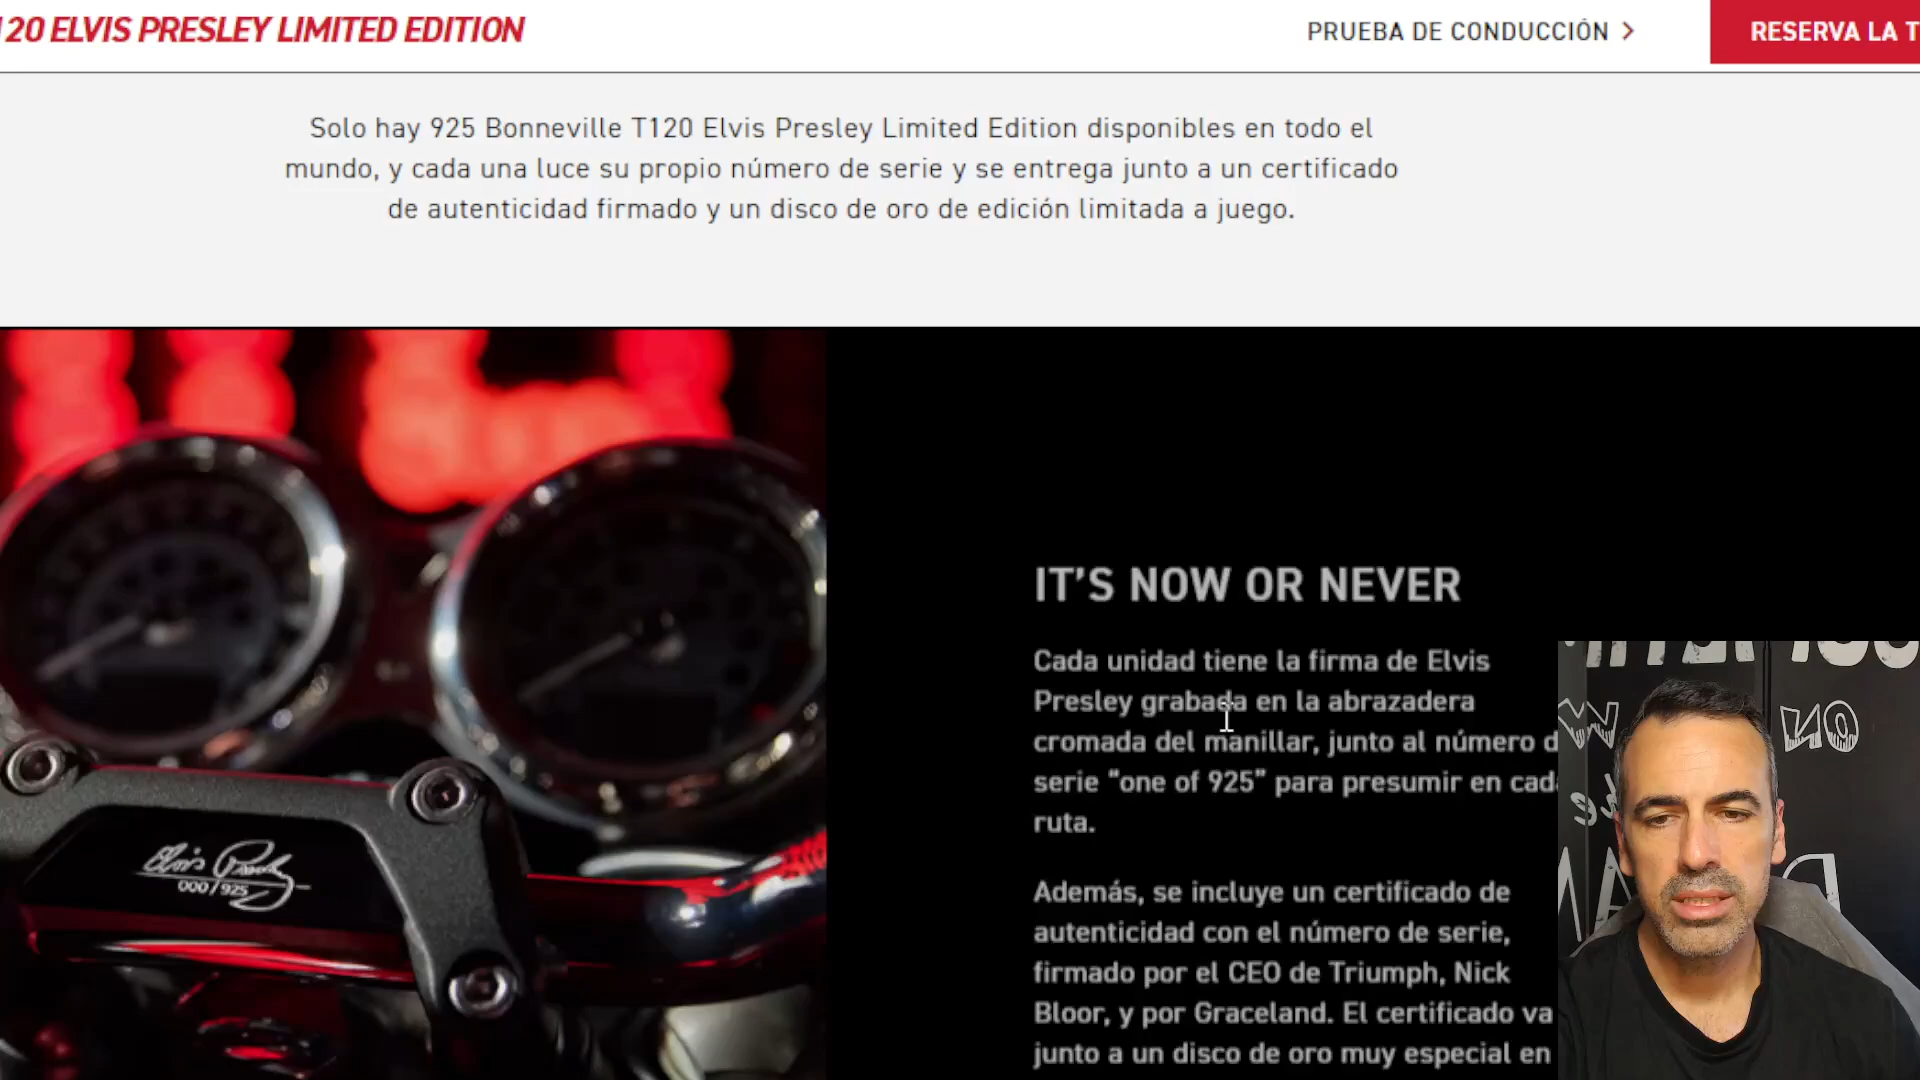 20 ELVIS PRESLEY LIMITED EDITION
PRUEBA DE CONDUCCIÓN
RESERVA LA T
Solo hay 925 Bonneville T120 Elvis Presley Limited Edition disponibles en todo el
mundo, y cada una luce su propio número de serie y se entrega junto a un certificado
de autenticidad firmado y un disco de oro de edición limitada a juego.
IT'S NOW OR NEVER
Cada unidad tiene la firma de Elvis
Presley grabada en la abrazadera
cromada del manillar, junto al número d
serie “one of 925” para presumir en cada
ruta.
Además, se incluye un certificado de
autenticidad con el número de serie,
firmado por el CEO de Triumph, Nick
Bloor, y por Graceland. El certificado va
junto a un disco de oro muy especial en
Elvis Presley
000/925